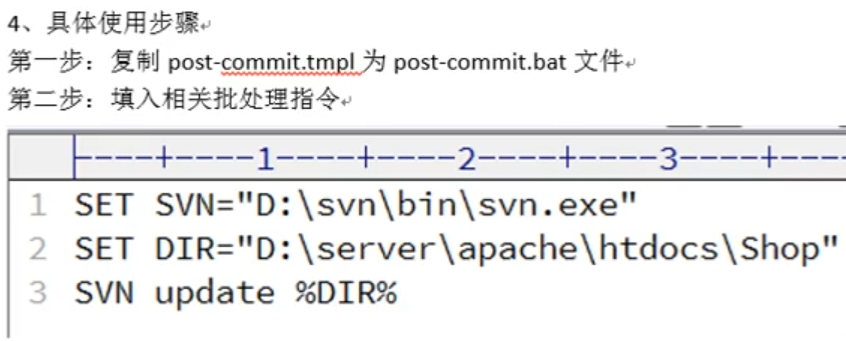 4、具体使用步骤
第一步：复制 post-commit.tmpl 为 post-commit.bat 文件
第二步：填入相关批处理指令
|----+----1----+----2----+----3----+---
1 SET SVN="D:\svn\bin\svn.exe"
2 SET DIR="D:\server\apache\htdocs\Shop"
3 SVN update %DIR%